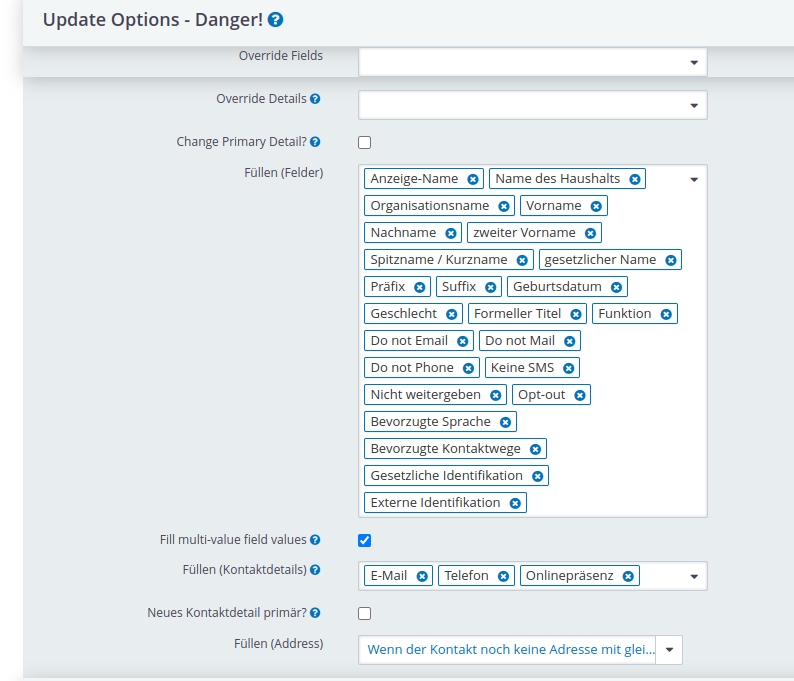 Update Options - Danger!
Override Fields
Override Details
Change Primary Detail?
Füllen (Felder)
Anzeige-Name Name des Haushalts
Organisationsname Vorname
Nachname zweiter Vorname
Spitzname / Kurzname gesetzlicher Name
Präfix Suffix Geburtsdatum
Geschlecht Formeller Titel Funktion
Do not Email Do not Mail
Do not Phone Keine SMS
Nicht weitergeben Opt-out
Bevorzugte Sprache
Bevorzugte Kontaktwege
Gesetzliche Identifikation
Externe Identifikation
Fill multi-value field values
Füllen (Kontaktdetails) E-Mail Telefon Onlinepräsenz
Neues Kontaktdetail primär?
Füllen (Address) Wenn der Kontakt noch keine Adresse mit glei...